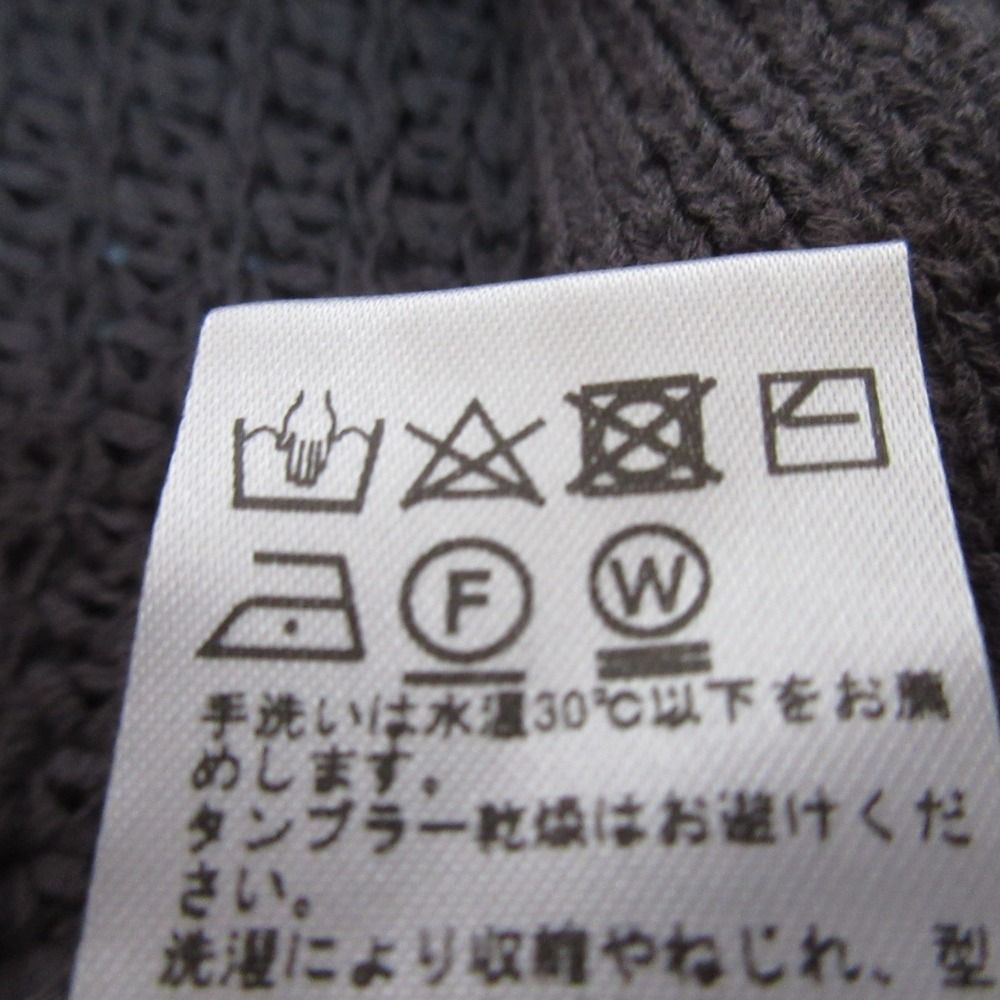 F W
手洗いは水温30℃以下をお薦
めします。
タンブラー乾燥はお避けくだ
さい。
洗濯により収縮やねじれ、型